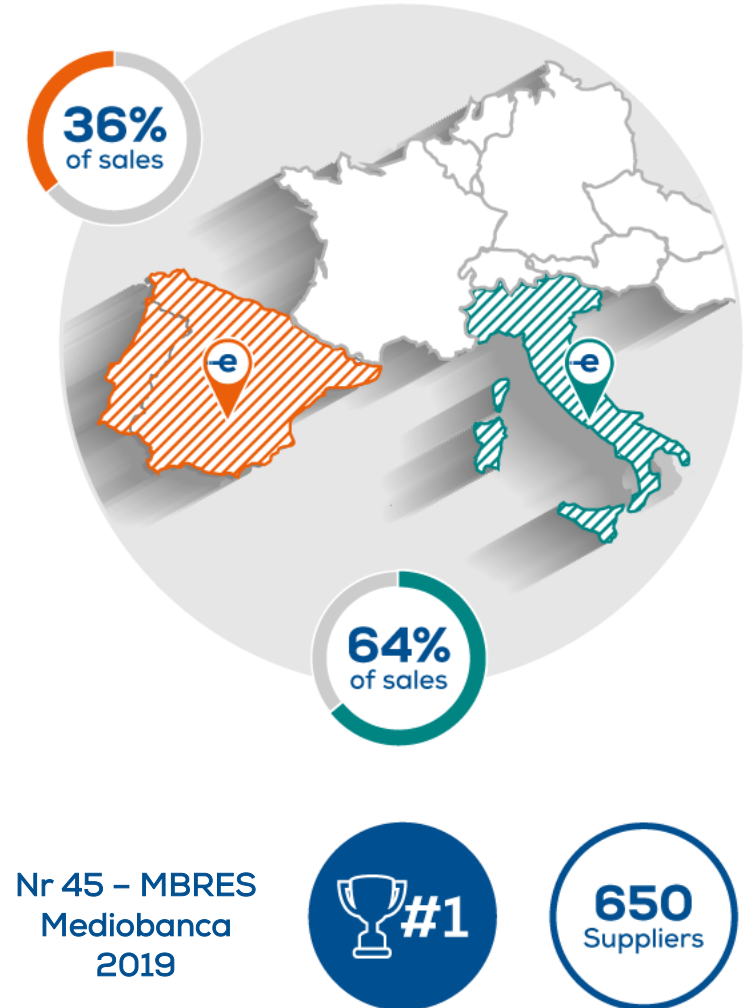 36%
of sales
-e
-e
64%
of sales
Nr 45 – MBRES
Mediobanca
2019
#1
650
Suppliers